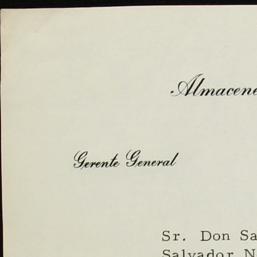 Almacene
Gerente General
Sr. Don Sa
Salvador N